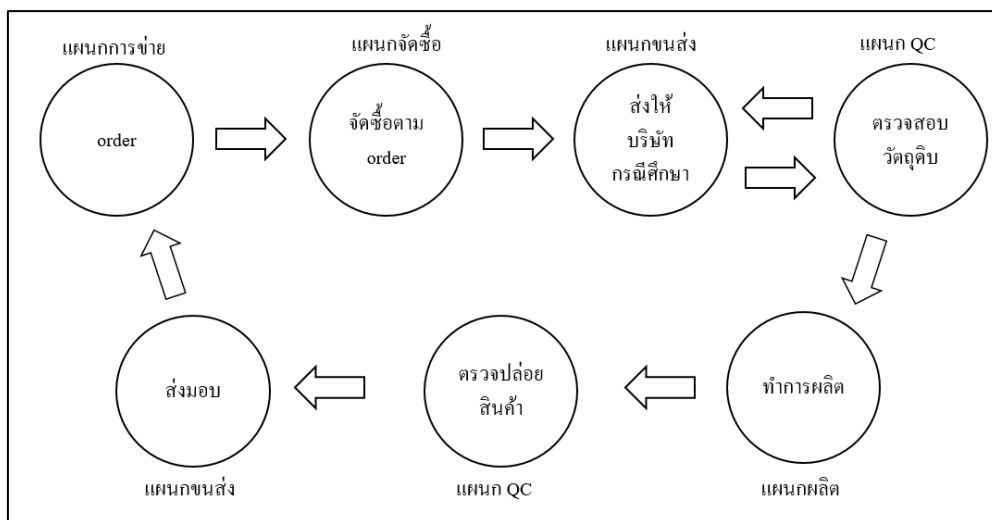 แผนกการข่าย
แผนกจัดซื้อ
แผนกขนส่ง
แผนก QC
order
จัดซื้อตาม
order
ส่งให้
บริษัท
กรณีศึกษา
ตรวจสอบ
วัตถุดิบ
ส่งมอบ
ตรวจปล่อย
สินค้า
ทำการผลิต
แผนกขนส่ง
แผนก QC
แผนกผลิต